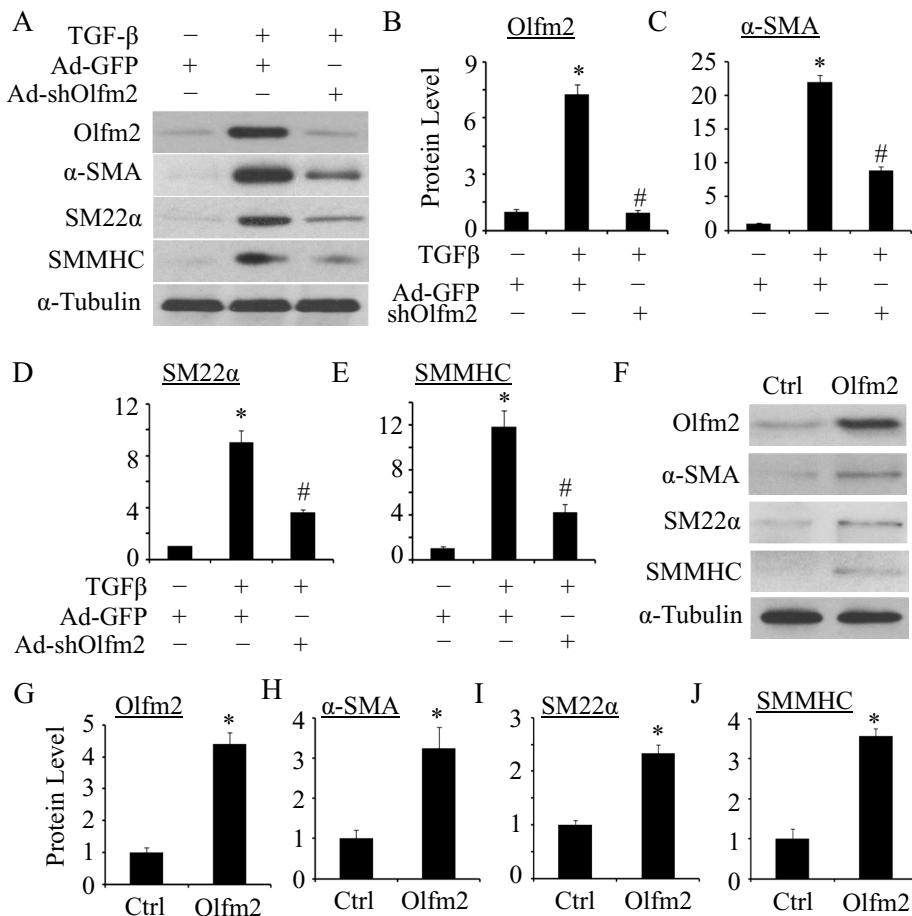 A
TGF-β − + +
Ad-GFP + + −
Ad-shOlfm2 − − +
Olfm2
α-SMA
SM22α
SMMHC
α-Tubulin
B
Olfm2
Protein Level
9
6
3
0
*
#
TGFβ − + +
Ad-GFP + + −
shOlfm2 − − +
C
α-SMA
25
20
15
10
5
0
*
#
− + +
+ + −
− − +
D
SM22α
12
8
4
0
*
#
TGFβ − + +
Ad-GFP + + −
Ad-shOlfm2 − − +
E
SMMHC
12
8
4
0
*
#
− + +
+ + −
− − +
F
Ctrl Olfm2
Olfm2
α-SMA
SM22α
SMMHC
α-Tubulin
G
Olfm2
Protein Level
5
4
3
2
1
0
*
Ctrl Olfm2
H
α-SMA
4
3
2
1
0
*
Ctrl Olfm2
I
SM22α
3
2
1
0
*
Ctrl Olfm2
J
SMMHC
4
3
2
1
0
*
Ctrl Olfm2